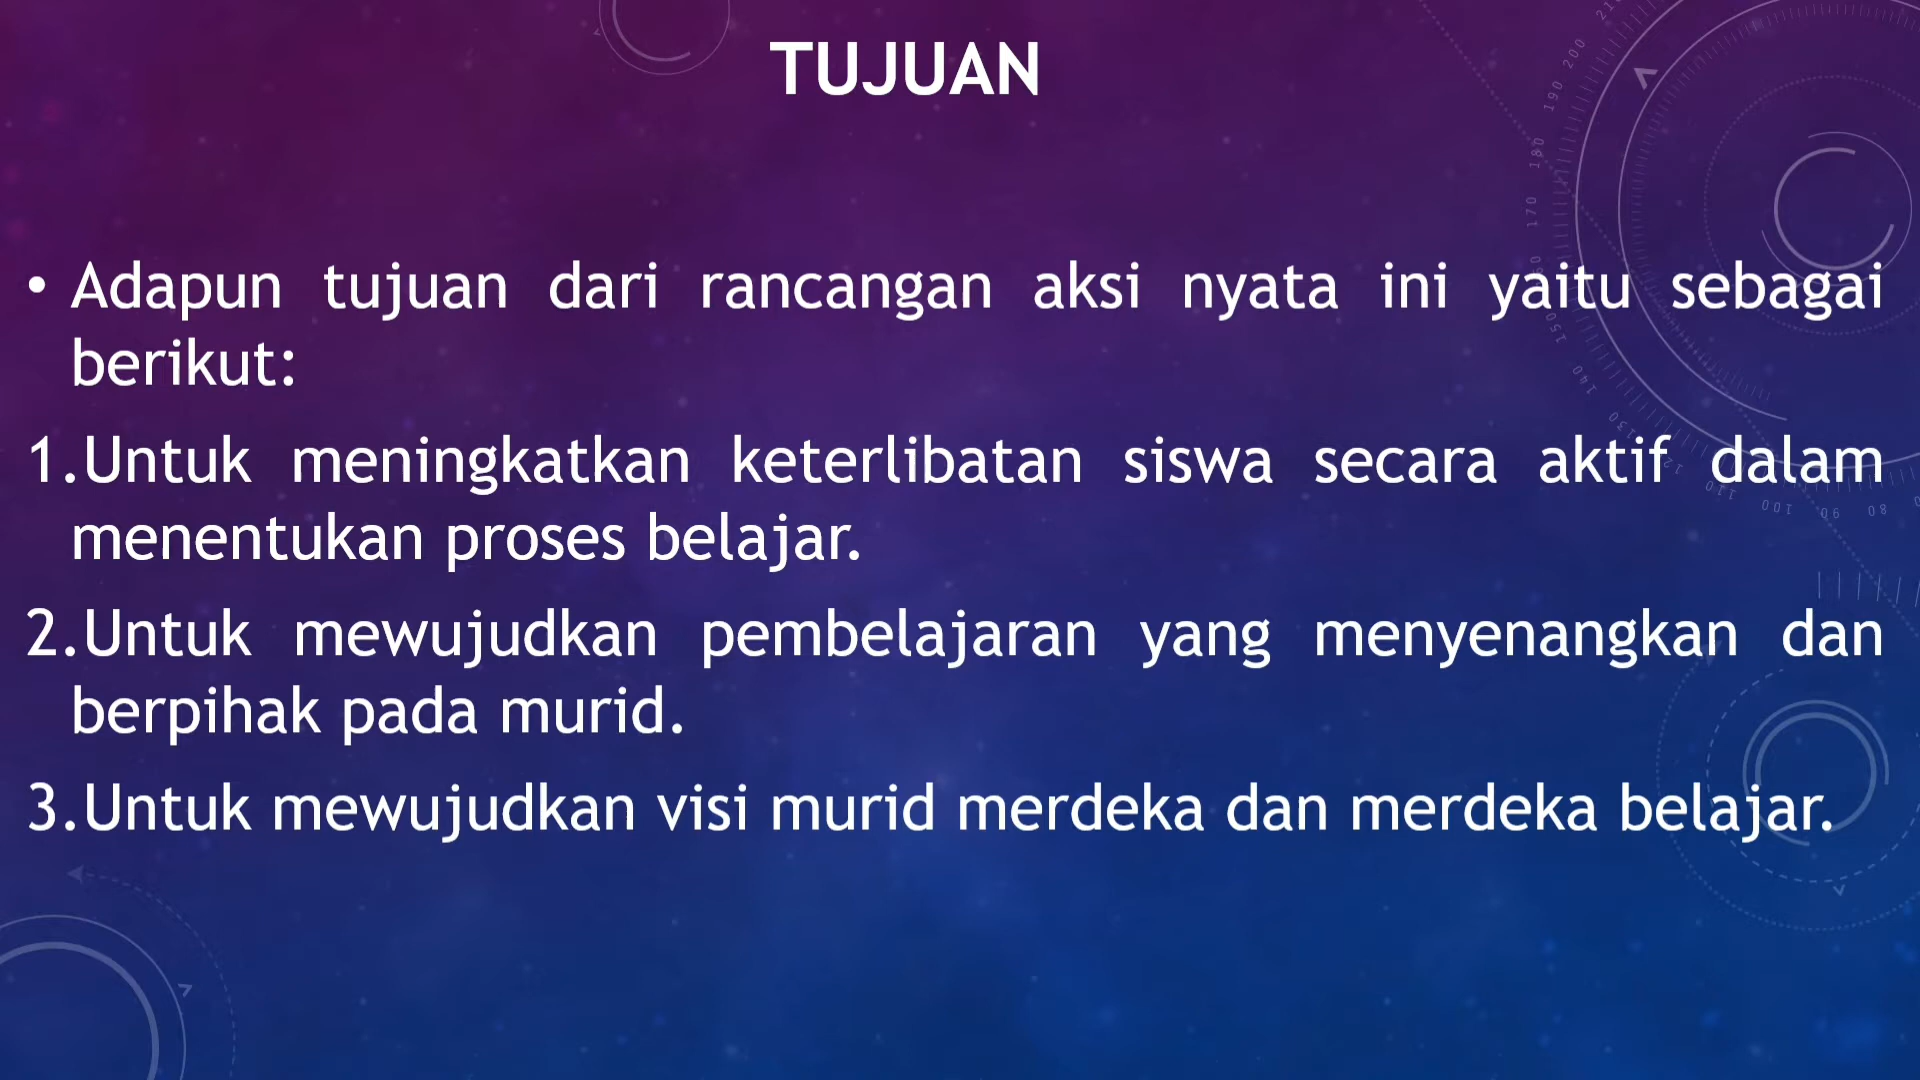 TUJUAN
• Adapun tujuan dari rancangan aksi nyata ini yaitu sebagai
berikut:
1.Untuk meningkatkan keterlibatan siswa secara aktif dalam
menentukan proses belajar.
2.Untuk mewujudkan pembelajaran yang menyenangkan dan
berpihak pada murid.
3.Untuk mewujudkan visi murid merdeka dan merdeka belajar.